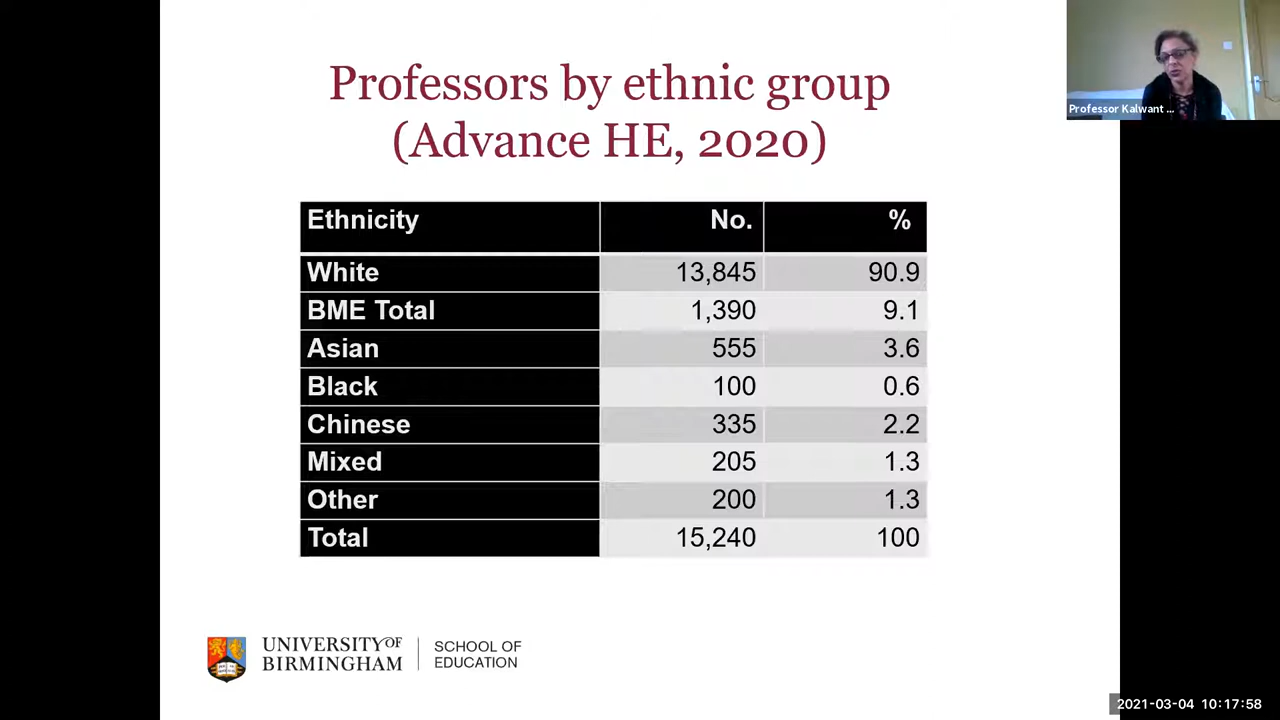 Professors by ethnic group
(Advance HE, 2020)
Professor Kalwant ...
Ethnicity No. %
White 13,845 90.9
BME Total 1,390 9.1
Asian 555 3.6
Black 100 0.6
Chinese 335 2.2
Mixed 205 1.3
Other 200 1.3
Total 15,240 100
UNIVERSITY OF SCHOOL OF
BIRMINGHAM EDUCATION
2021-03-04 10:17:58